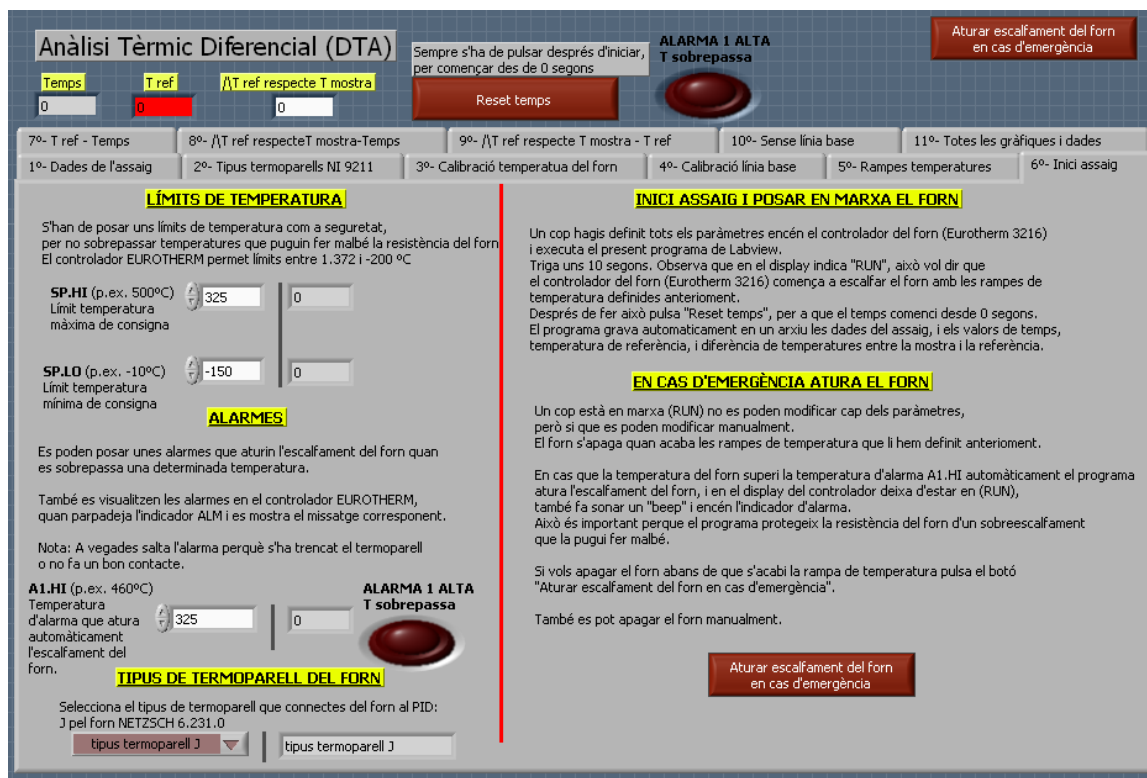 Anàlisi Tèrmic Diferencial (DTA)
Sempre s'ha de pulsar després d'iniciar,
per començar des de 0 segons
ALARMA 1 ALTA
T sobrepassa
Aturar escalfament del forn
en cas d'emergència
Temps
T ref
/\T ref respecte T mostra
0
0
0
Reset temps
7º- T ref - Temps
8º- /\T ref respecteT mostra-Temps
9º- /\T ref respecte T mostra - T ref
10º- Sense línia base
11º- Totes les gràfiques i dades
1º- Dades de l'assaig
2º- Tipus termoparells NI 9211
3º- Calibració temperatua del forn
4º- Calibració línia base
5º- Rampes temperatures
6º- Inici assaig
LÍMITS DE TEMPERATURA
S'han de posar uns límits de temperatura com a seguretat,
per no sobrepassar temperatures que puguin fer malbé la resistència del forn
El controlador EUROTHERM permet límits entre 1.372 i -200 ºC
SP.HI (p.ex. 500ºC)
Límit temperatura
màxima de consigna
325
0
SP.LO (p.ex. -10ºC)
Límit temperatura
mínima de consigna
-150
0
ALARMES
Es poden posar unes alarmes que aturin l'escalfament del forn quan
es sobrepassa una determinada temperatura.
També es visualitzen les alarmes en el controlador EUROTHERM,
quan parpadeja l'indicador ALM i es mostra el missatge corresponent.
Nota: A vegades salta l'alarma perquè s'ha trencat el termoparell
o no fa un bon contacte.
A1.HI (p.ex. 460ºC)
Temperatura
d'alarma que atura
automàticament
l'escalfament del
forn.
325
0
ALARMA 1 ALTA
T sobrepassa
TIPUS DE TERMOPARELL DEL FORN
Selecciona el tipus de termoparell que connectes del forn al PID:
J pel forn NETZSCH 6.231.0
tipus termoparell J
tipus termoparell J
INICI ASSAIG I POSAR EN MARXA EL FORN
Un cop hagis definit tots els paràmetres encén el controlador del forn (Eurotherm 3216)
i executa el present programa de Labview.
Triga uns 10 segons. Observa que en el display indica "RUN", això vol dir que
el controlador del forn (Eurotherm 3216) comença a escalfar el forn amb les rampes de
temperatura definides anterioment.
Després de fer això pulsa "Reset temps", per a que el temps comenci desde 0 segons.
El programa grava automaticament en un arxiu les dades del assaig, i els valors de temps,
temperatura de referència, i diferència de temperatures entre la mostra i la referència.
EN CAS D'EMERGÈNCIA ATURA EL FORN
Un cop està en marxa (RUN) no es poden modificar cap dels paràmetres,
però si que es poden modificar manualment.
El forn s'apaga quan acaba les rampes de temperatura que li hem definit anterioment.
En cas que la temperatura del forn superi la temperatura d'alarma A1.HI automàticament el programa
atura l'escalfament del forn, i en el display del controlador deixa d'estar en (RUN),
també fa sonar un "beep" i encén l'indicador d'alarma.
Això és important perque el programa protegeix la resistència del forn d'un sobreescalfament
que la pugui fer malbé.
Si vols apagar el forn abans de que s'acabi la rampa de temperatura pulsa el botó
"Aturar escalfament del forn en cas d'emergència".
També es pot apagar el forn manualment.
Aturar escalfament del forn
en cas d'emergència